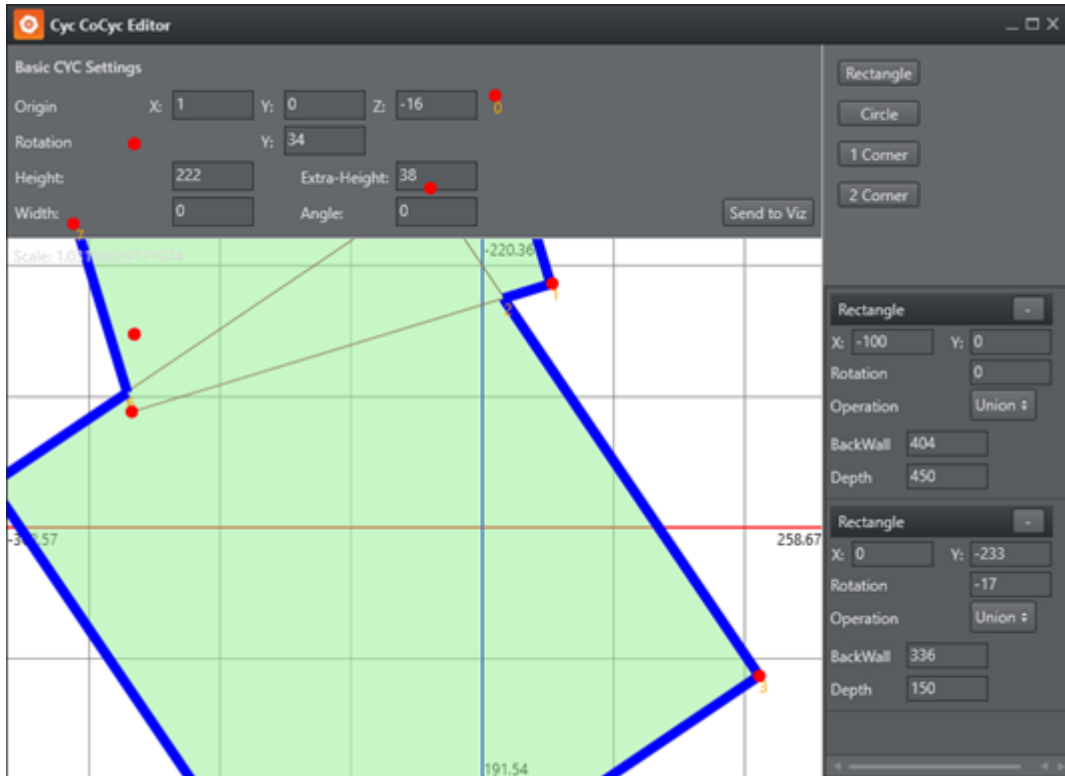 Cyc CoCyc Editor
Basic CYC Settings
Origin X: 1 Y: 0 Z: -16 0
Rotation Y: 34
Height: 222 Extra-Height: 38
Width: 0 Angle: 0
Send to Viz
Rectangle
Circle
1 Corner
2 Corner
7
Scale:
-220.36
1
2
258.67
3
191.54
Rectangle -
X: -100 Y: 0
Rotation 0
Operation Union
BackWall 404
Depth 450
Rectangle -
X: 0 Y: -233
Rotation -17
Operation Union
BackWall 336
Depth 150